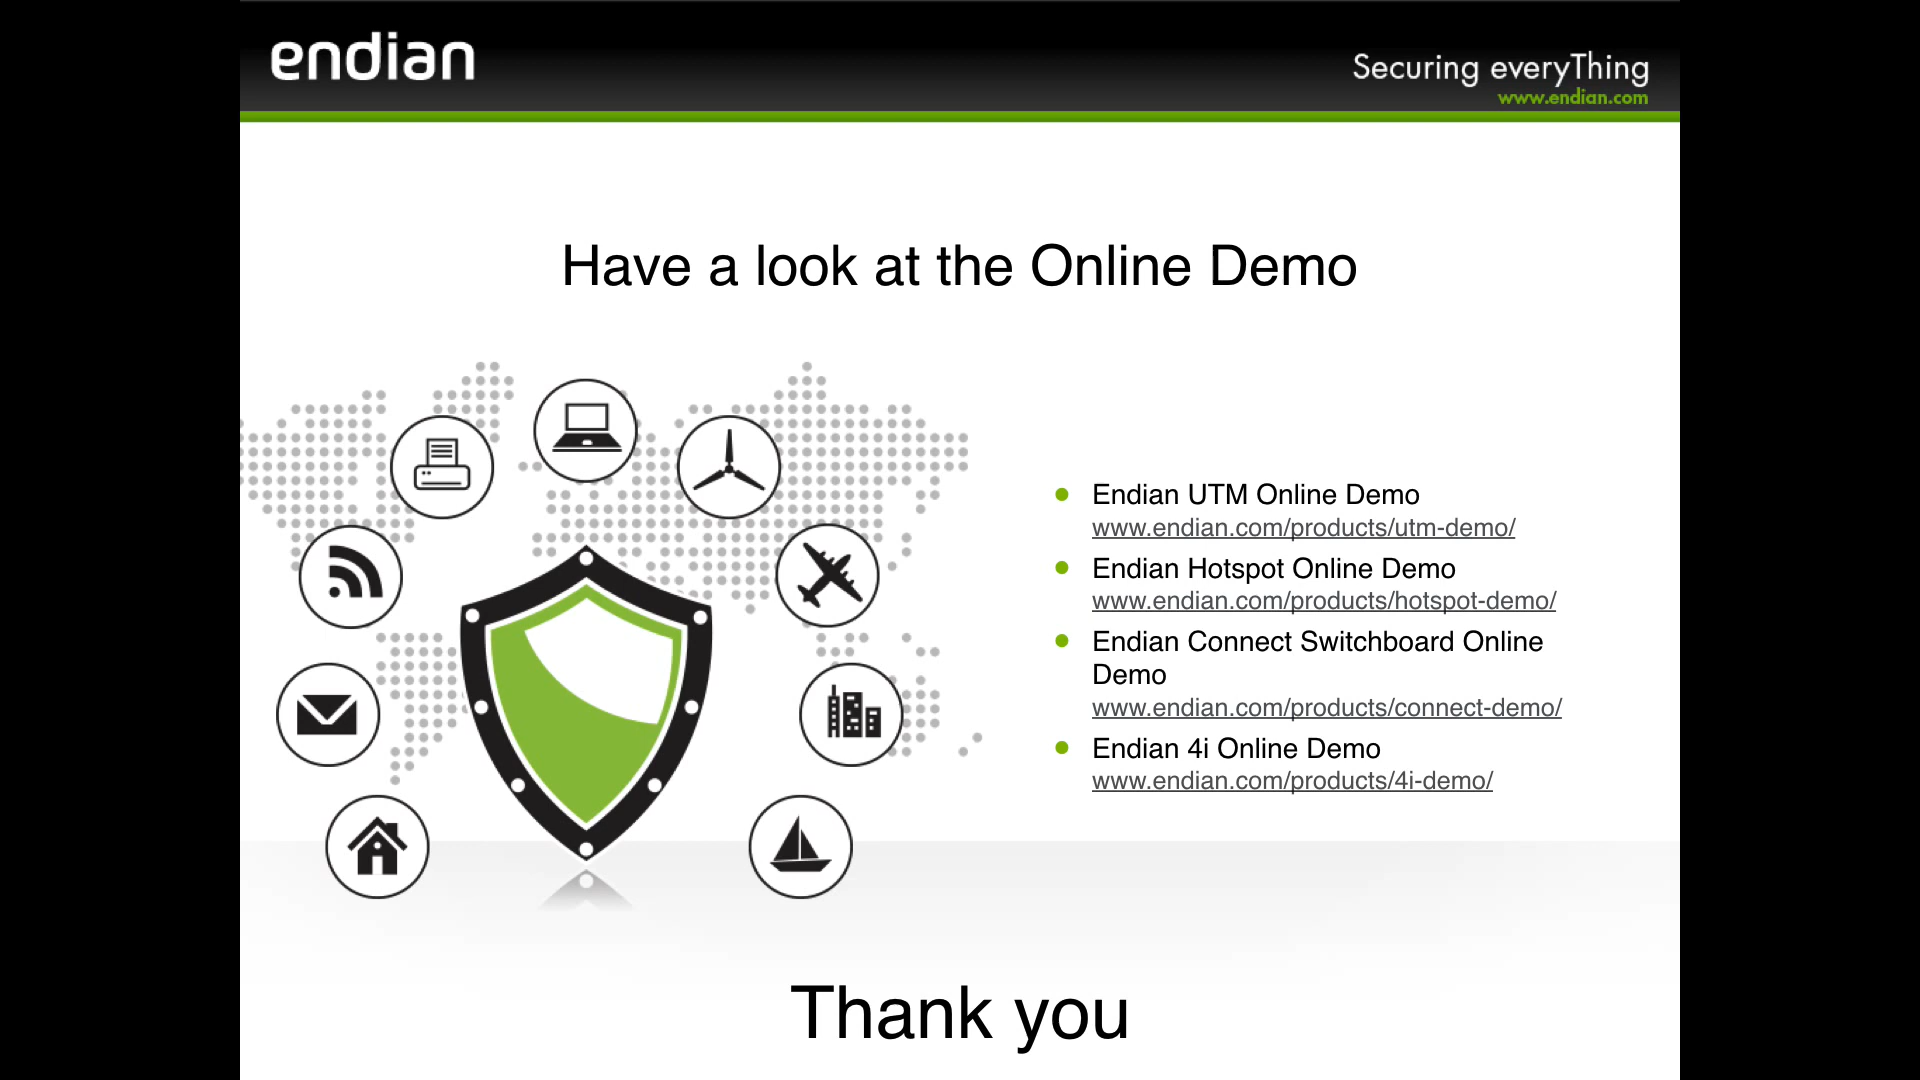 endian
Securing everyThing
www.endian.com
Have a look at the Online Demo
Endian UTM Online Demo
www.endian.com/products/utm-demo/
Endian Hotspot Online Demo
www.endian.com/products/hotspot-demo/
Endian Connect Switchboard Online
Demo
www.endian.com/products/connect-demo/
Endian 4i Online Demo
www.endian.com/products/4i-demo/
Thank you